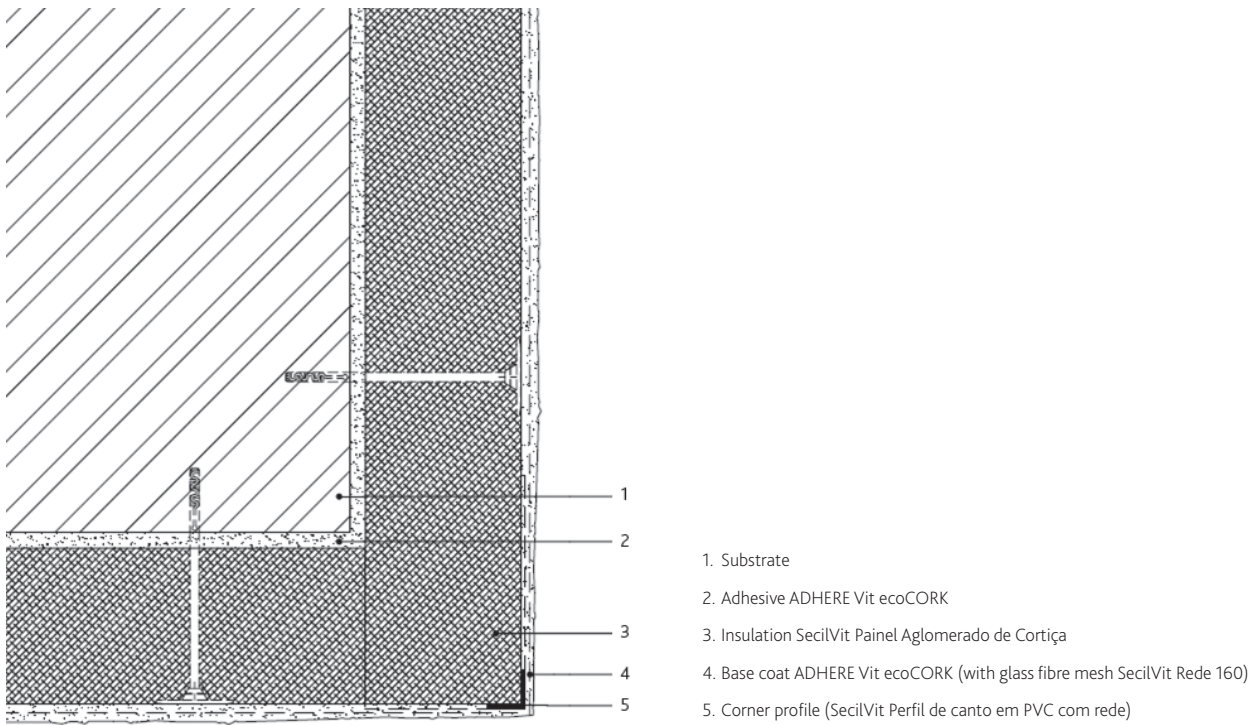 1
2
3
4
5
1. Substrate
2. Adhesive ADHERE Vit ecoCORK
3. Insulation SecilVit Painel Aglomerado de Cortiça
4. Base coat ADHERE Vit ecoCORK (with glass fibre mesh SecilVit Rede 160)
5. Corner profile (SecilVit Perfil de canto em PVC com rede)